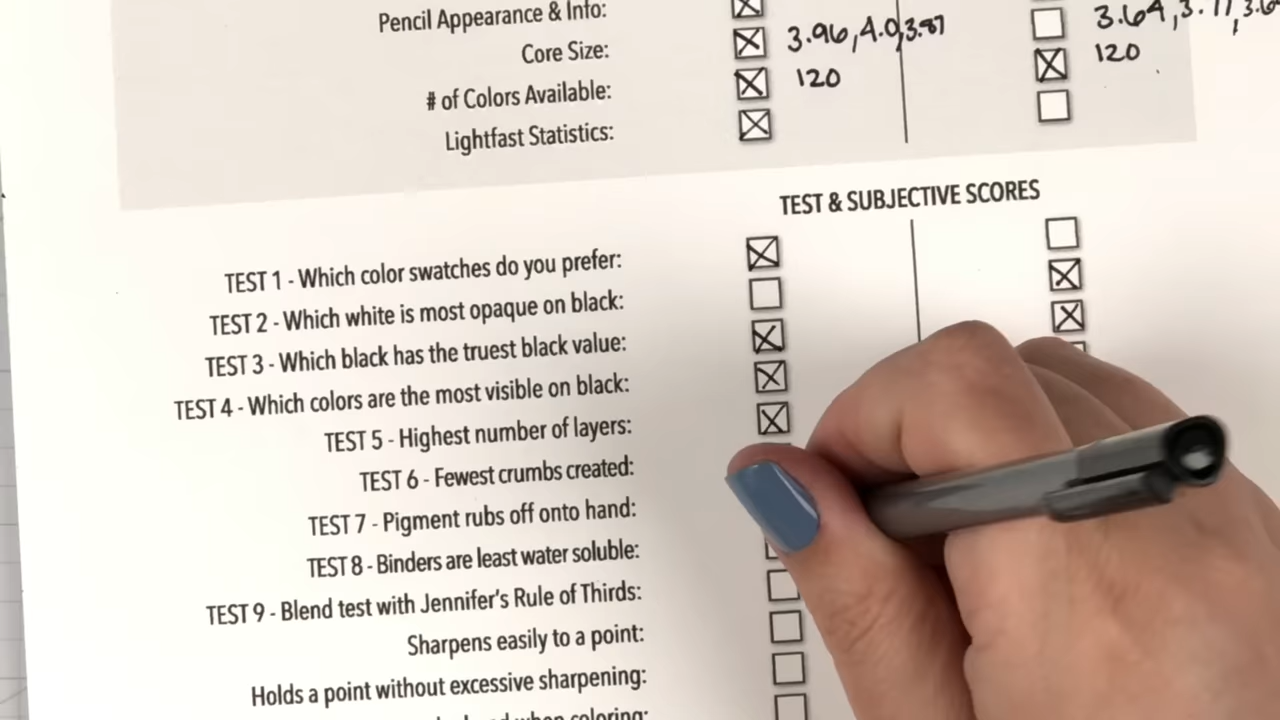 Pencil Appearance & Info:
Core Size: 3.96, 4.0, 3.87 3.64, 3.71,
# of Colors Available: 120 120
Lightfast Statistics:
TEST & SUBJECTIVE SCORES
TEST 1 - Which color swatches do you prefer:
TEST 2 - Which white is most opaque on black:
TEST 3 - Which black has the truest black value:
TEST 4 - Which colors are the most visible on black:
TEST 5 - Highest number of layers:
TEST 6 - Fewest crumbs created:
TEST 7 - Pigment rubs off onto hand:
TEST 8 - Binders are least water soluble:
TEST 9 - Blend test with Jennifer's Rule of Thirds:
Sharpens easily to a point:
Holds a point without excessive sharpening:
when coloring: